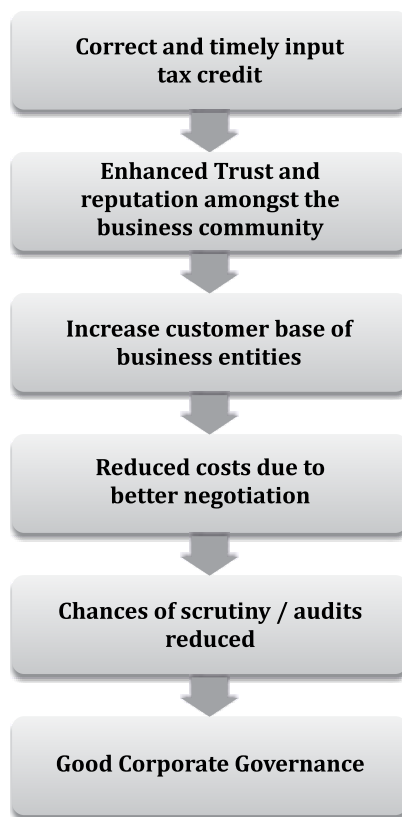 Correct and timely input
tax credit
Enhanced Trust and
reputation amongst the
business community
Increase customer base of
business entities
Reduced costs due to
better negotiation
Chances of scrutiny / audits
reduced
Good Corporate Governance